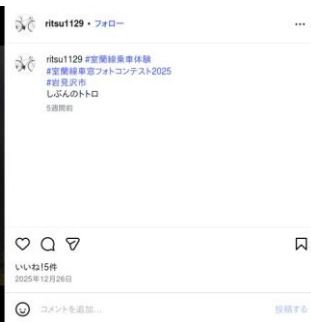 ritsu1129 • フォロー
ritsu1129 #室蘭線乗車体験
#室蘭線車窓フォトコンテスト2025
#岩見沢市
しぶんのトトロ
5週間前
いいね!5件
2025年12月26日
コメントを追加...
投稿する